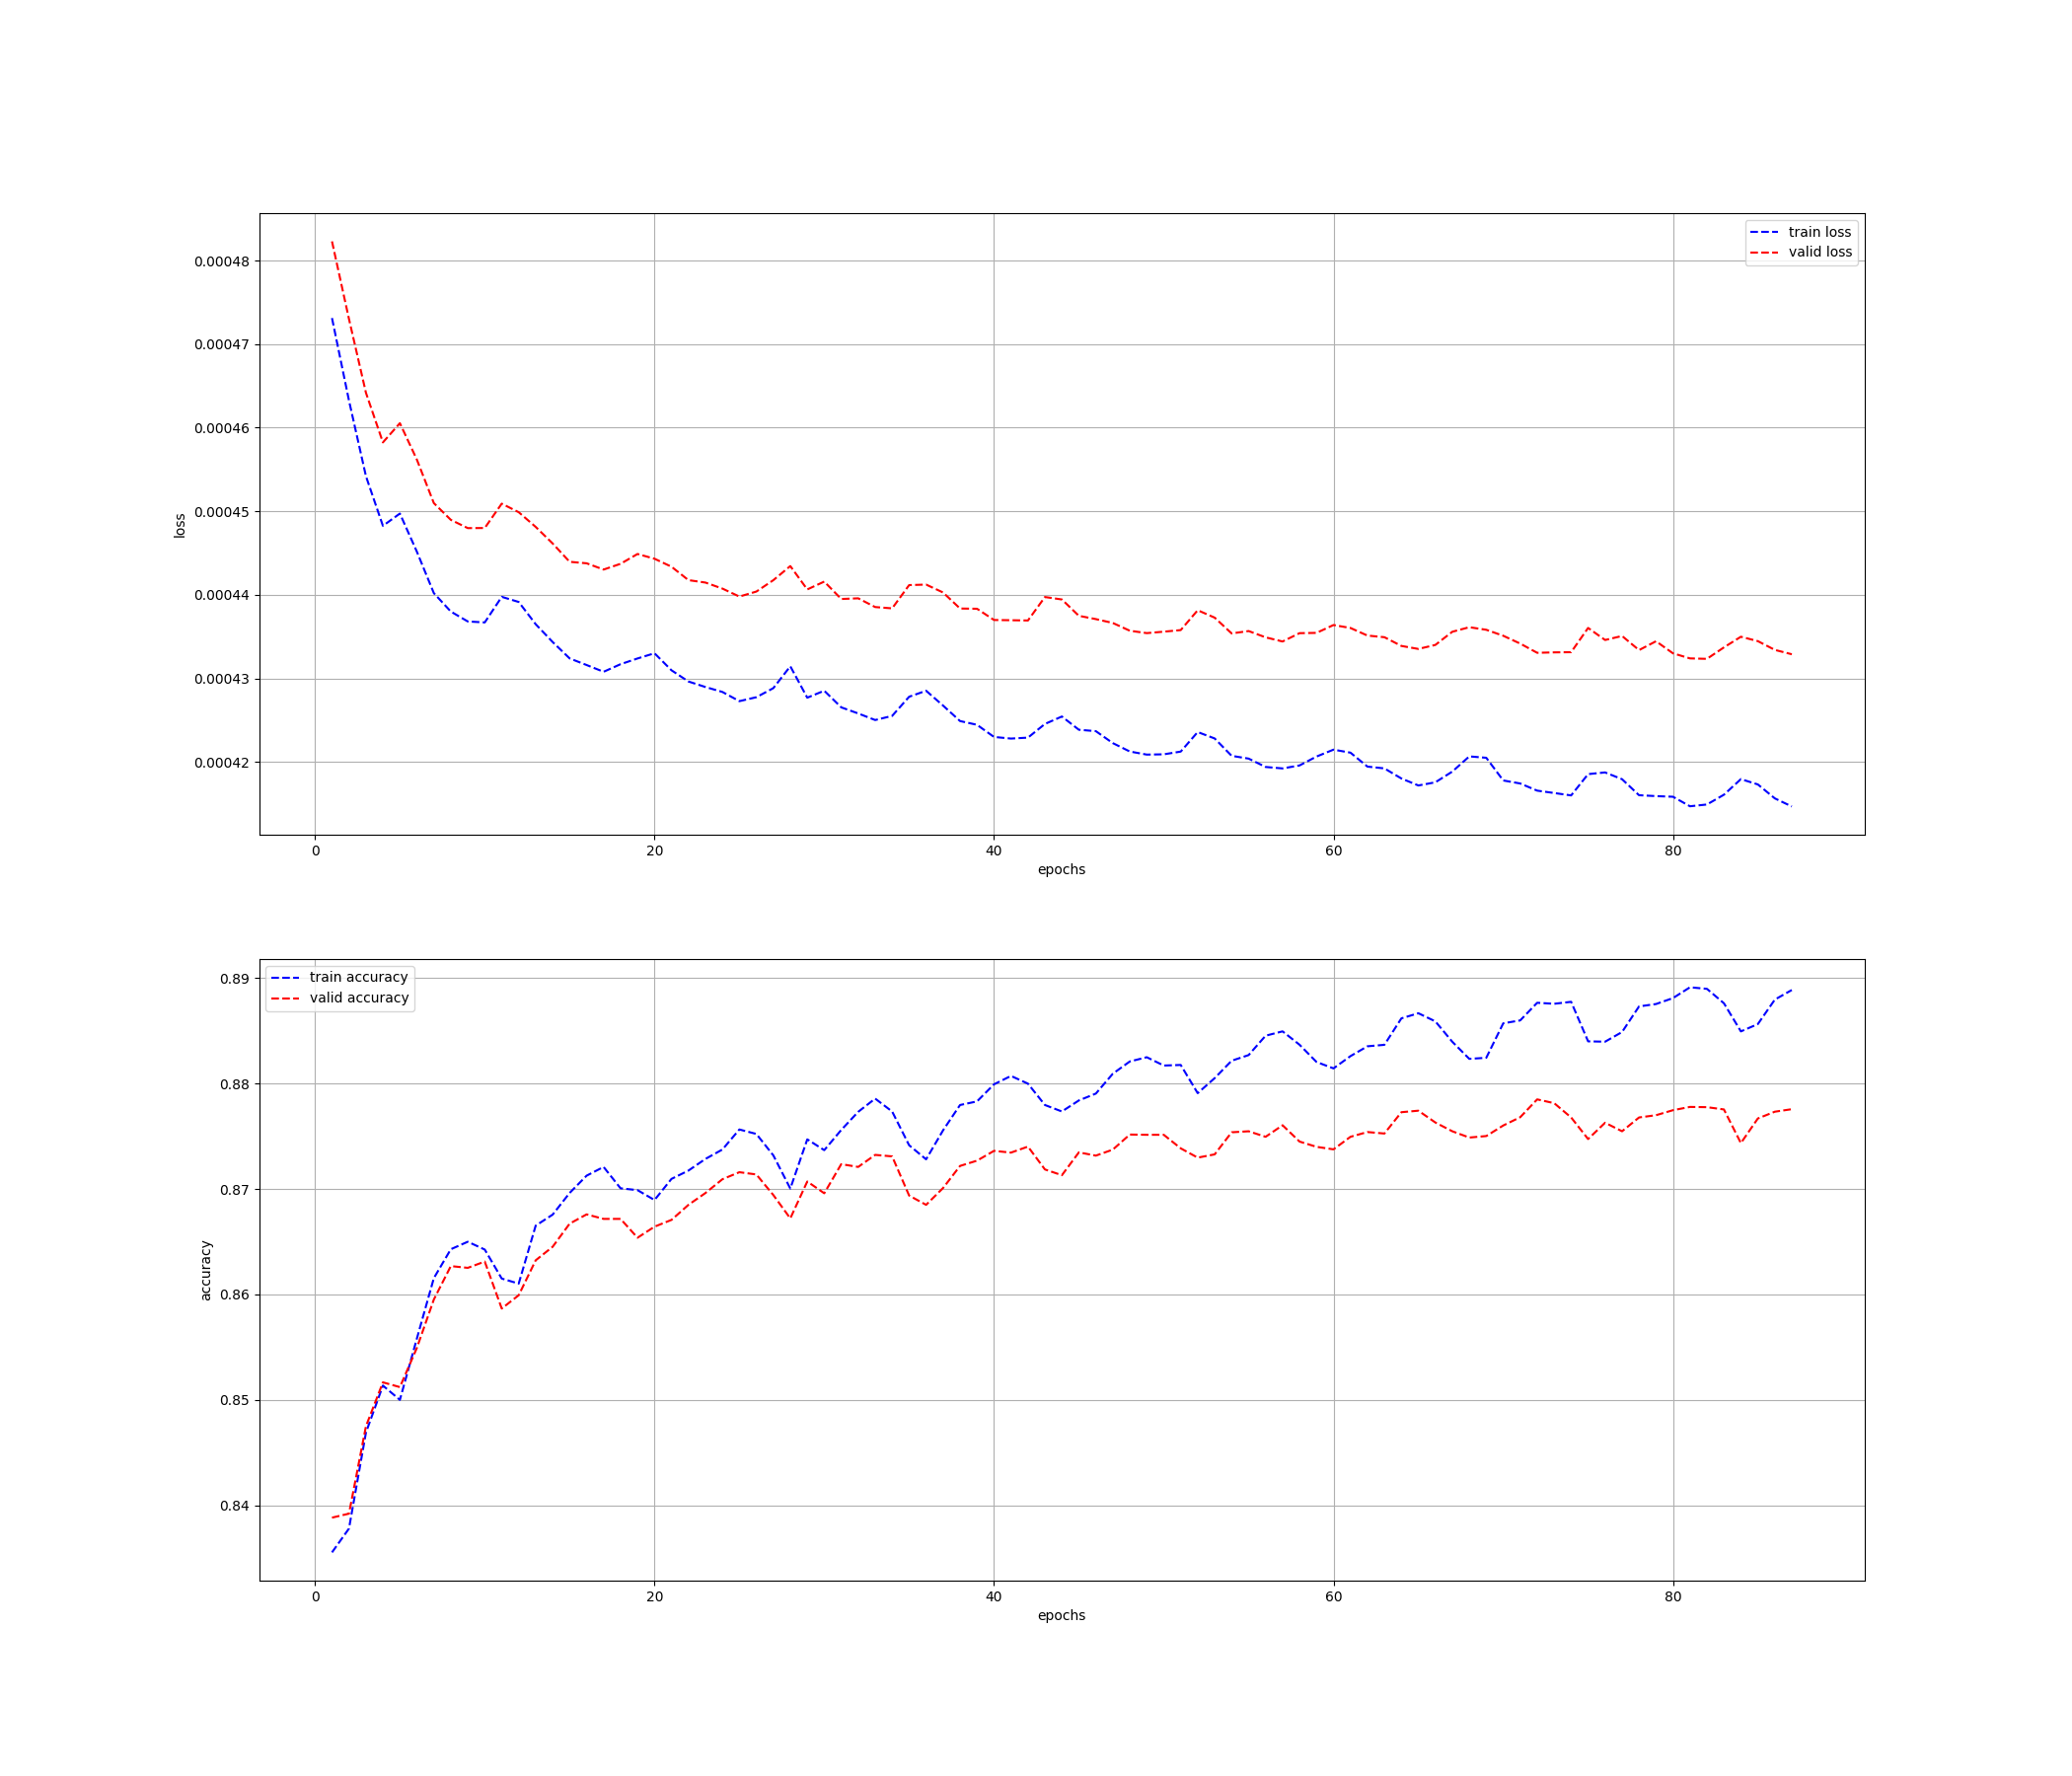 train loss
valid loss
0.00048
0.00047
0.00046
0.00045
0.00044
0.00043
0.00042
loss
0 20 40 60 80
epochs
train accuracy
valid accuracy
0.89
0.88
0.87
0.86
0.85
0.84
accuracy
0 20 40 60 80
epochs